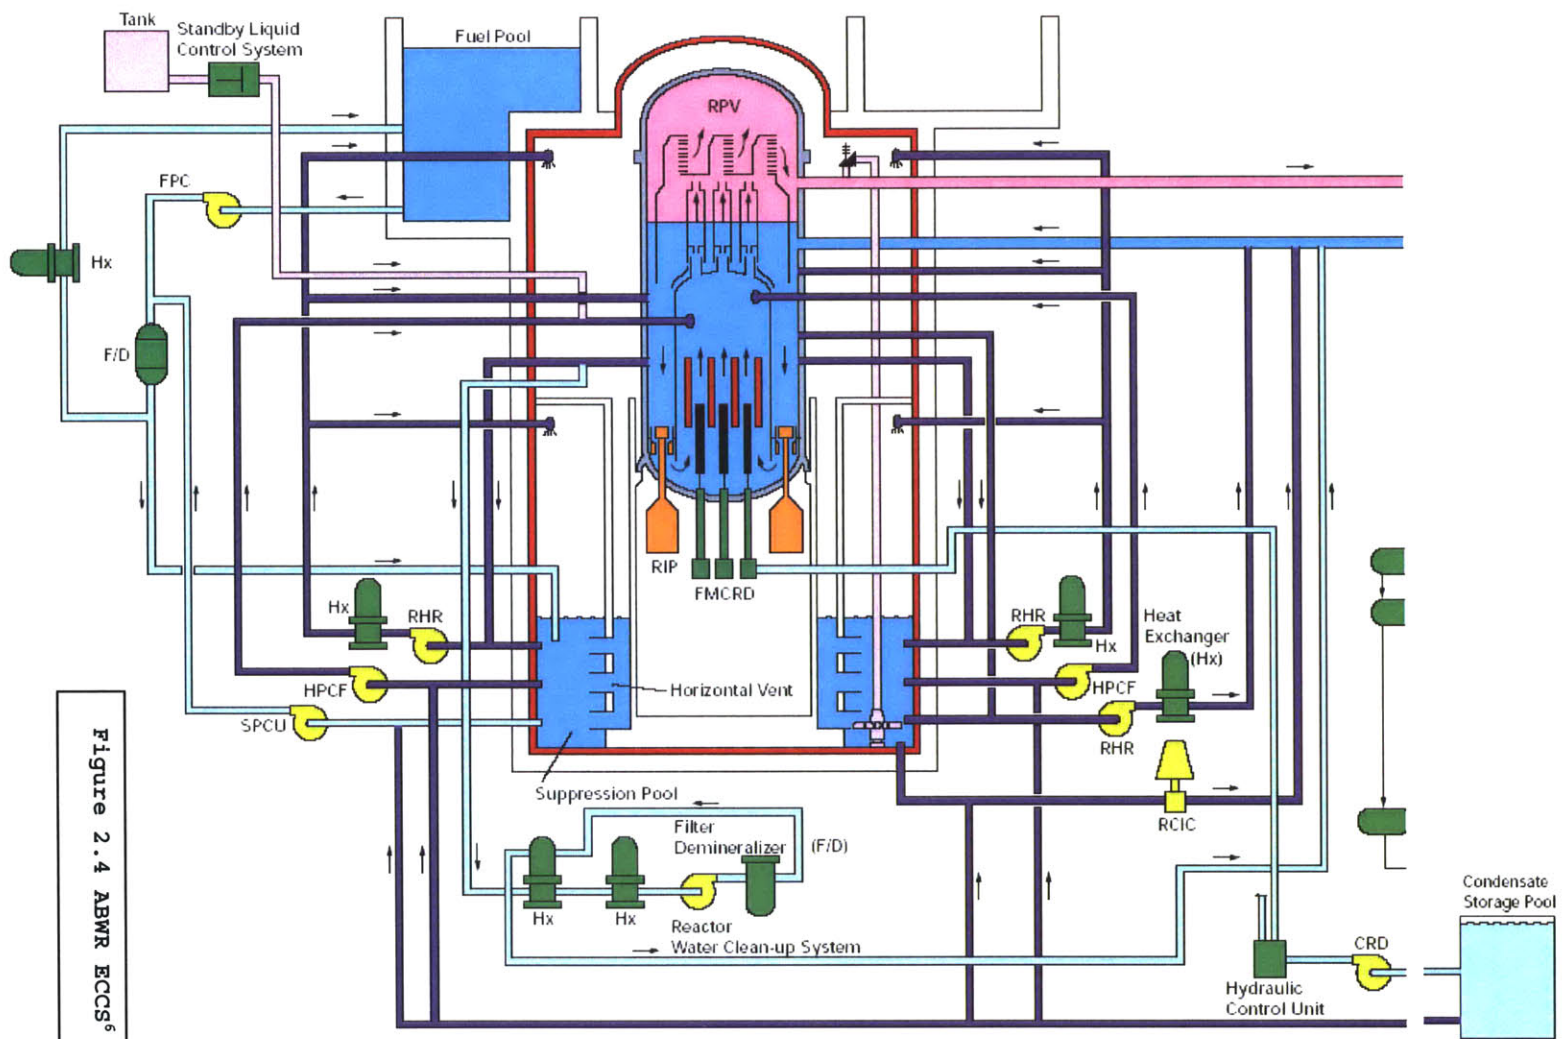 Tank
Standby Liquid
Control System
Fuel Pool
RPV
FPC
Hx
F/D
RIP
FMCRD
Hx
RHR
HPCF
SPCU
Horizontal Vent
Suppression Pool
RHR
Hx
Heat
Exchanger
(Hx)
HPCF
RHR
RCIC
Filter
Demineralizer
(F/D)
Hx
Hx
Reactor
Water Clean-up System
Condensate
Storage Pool
CRD
Hydraulic
Control Unit
Figure 2.4 ABWR ECCS⁶